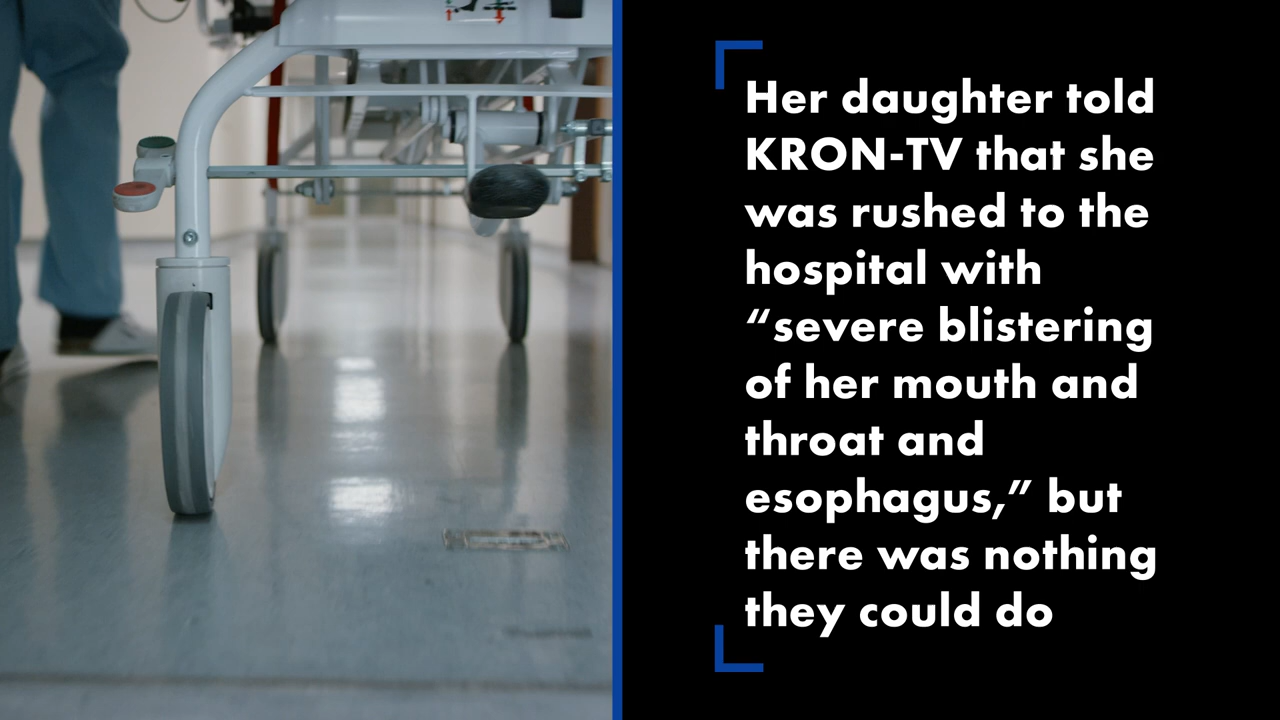 Her daughter told
KRON-TV that she
was rushed to the
hospital with
“severe blistering
of her mouth and
throat and
esophagus,” but
there was nothing
they could do